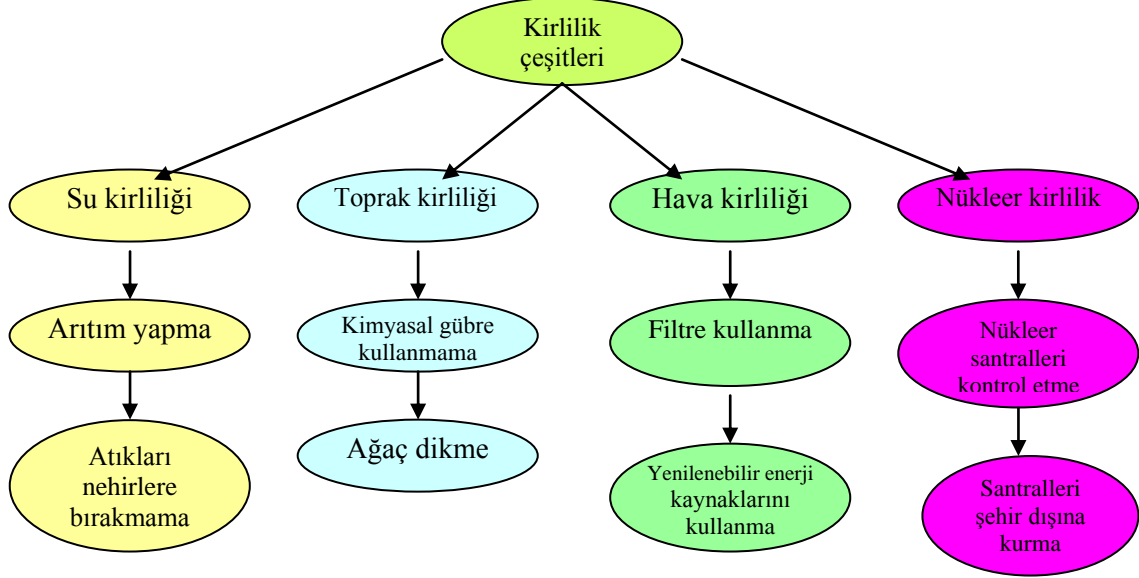 Kirlilik
çeşitleri
Su kirliliği
Toprak kirliliği
Hava kirliliği
Nükleer kirlilik
Arıtım yapma
Kimyasal gübre
kullanmama
Filtre kullanma
Nükleer
santralleri
kontrol etme
Atıkları
nehirlere
bırakmama
Ağaç dikme
Yenilenebilir enerji
kaynaklarını
kullanma
Santralleri
şehir dışına
kurma